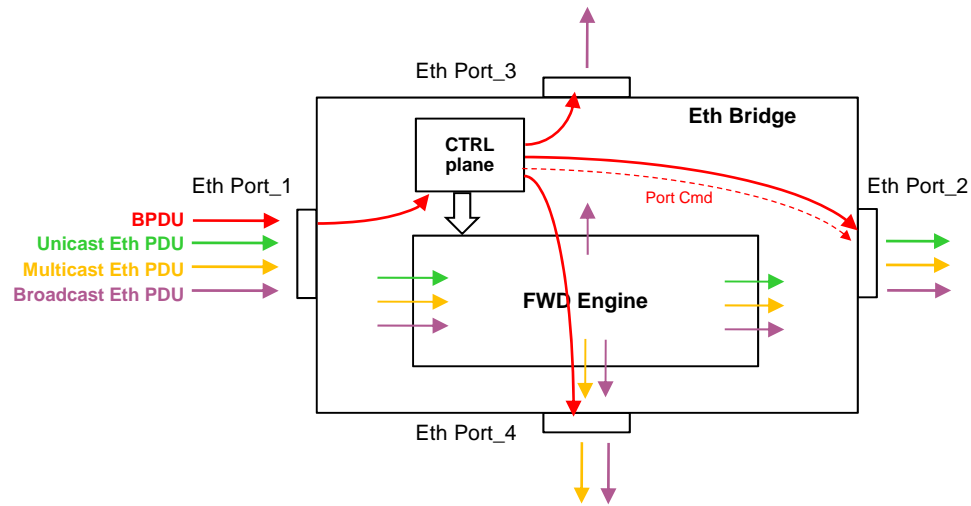 Eth Port_3
Eth Bridge
CTRL
plane
Eth Port_1
Eth Port_2
BPDU
Port Cmd
Unicast Eth PDU
Multicast Eth PDU
Broadcast Eth PDU
FWD Engine
Eth Port_4